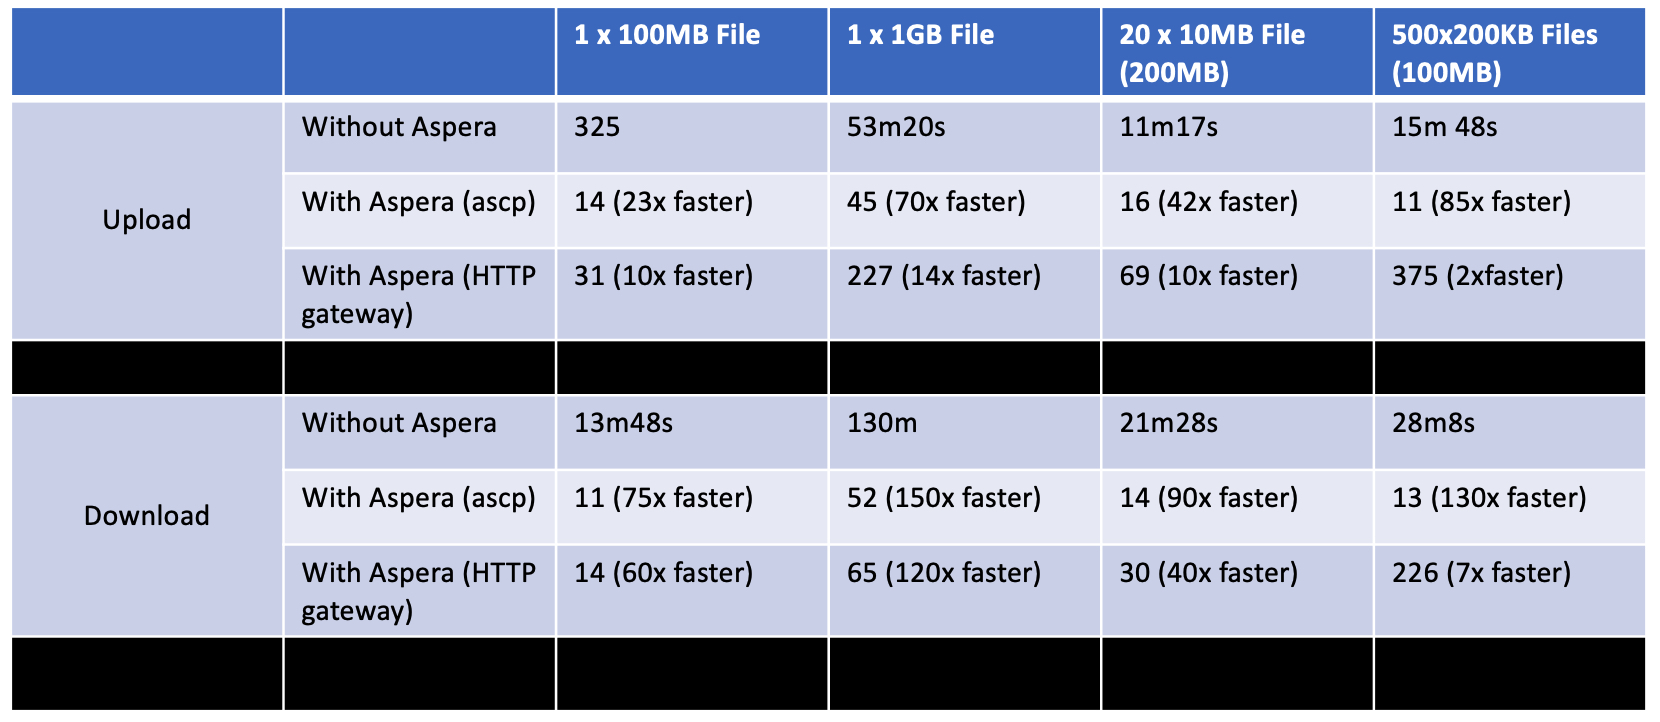 1 x 100MB File
1 x 1GB File
20 x 10MB File
(200MB)
500x200KB Files
(100MB)
Upload
Without Aspera
325
53m20s
11m17s
15m 48s
With Aspera (ascp)
14 (23x faster)
45 (70x faster)
16 (42x faster)
11 (85x faster)
With Aspera (HTTP
gateway)
31 (10x faster)
227 (14x faster)
69 (10x faster)
375 (2xfaster)
Download
Without Aspera
13m48s
130m
21m28s
28m8s
With Aspera (ascp)
11 (75x faster)
52 (150x faster)
14 (90x faster)
13 (130x faster)
With Aspera (HTTP
gateway)
14 (60x faster)
65 (120x faster)
30 (40x faster)
226 (7x faster)